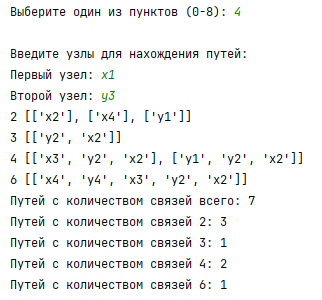 Выберите один из пунктов (0-8): 4
Введите узлы для нахождения путей:
Первый узел: x1
Второй узел: y3
2 [['x2'], ['x4'], ['y1']]
3 [['y2', 'x2']]
4 [['x3', 'y2', 'x2'], ['y1', 'y2', 'x2']]
6 [['x4', 'y4', 'x3', 'y2', 'x2']]
Путей с количеством связей всего: 7
Путей с количеством связей 2: 3
Путей с количеством связей 3: 1
Путей с количеством связей 4: 2
Путей с количеством связей 6: 1